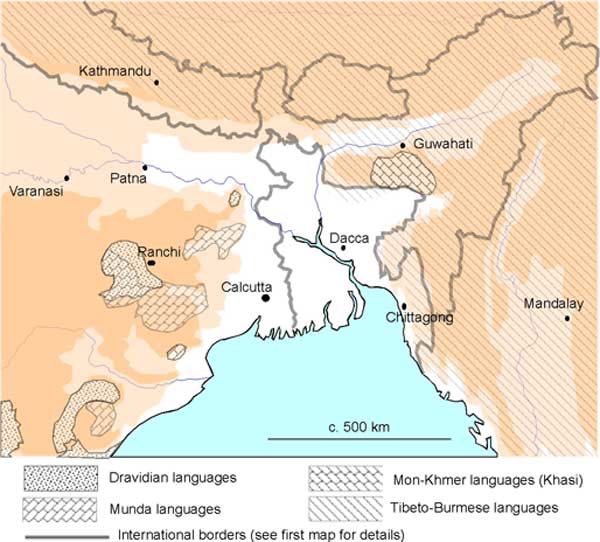 Kathmandu
Guwahati
Varanasi
Patna
Ranchi
Dacca
Calcutta
Chittagong
Mandalay
c. 500 km
Dravidian languages
Mon-Khmer languages (Khasi)
Munda languages
Tibeto-Burmese languages
International borders (see first map for details)